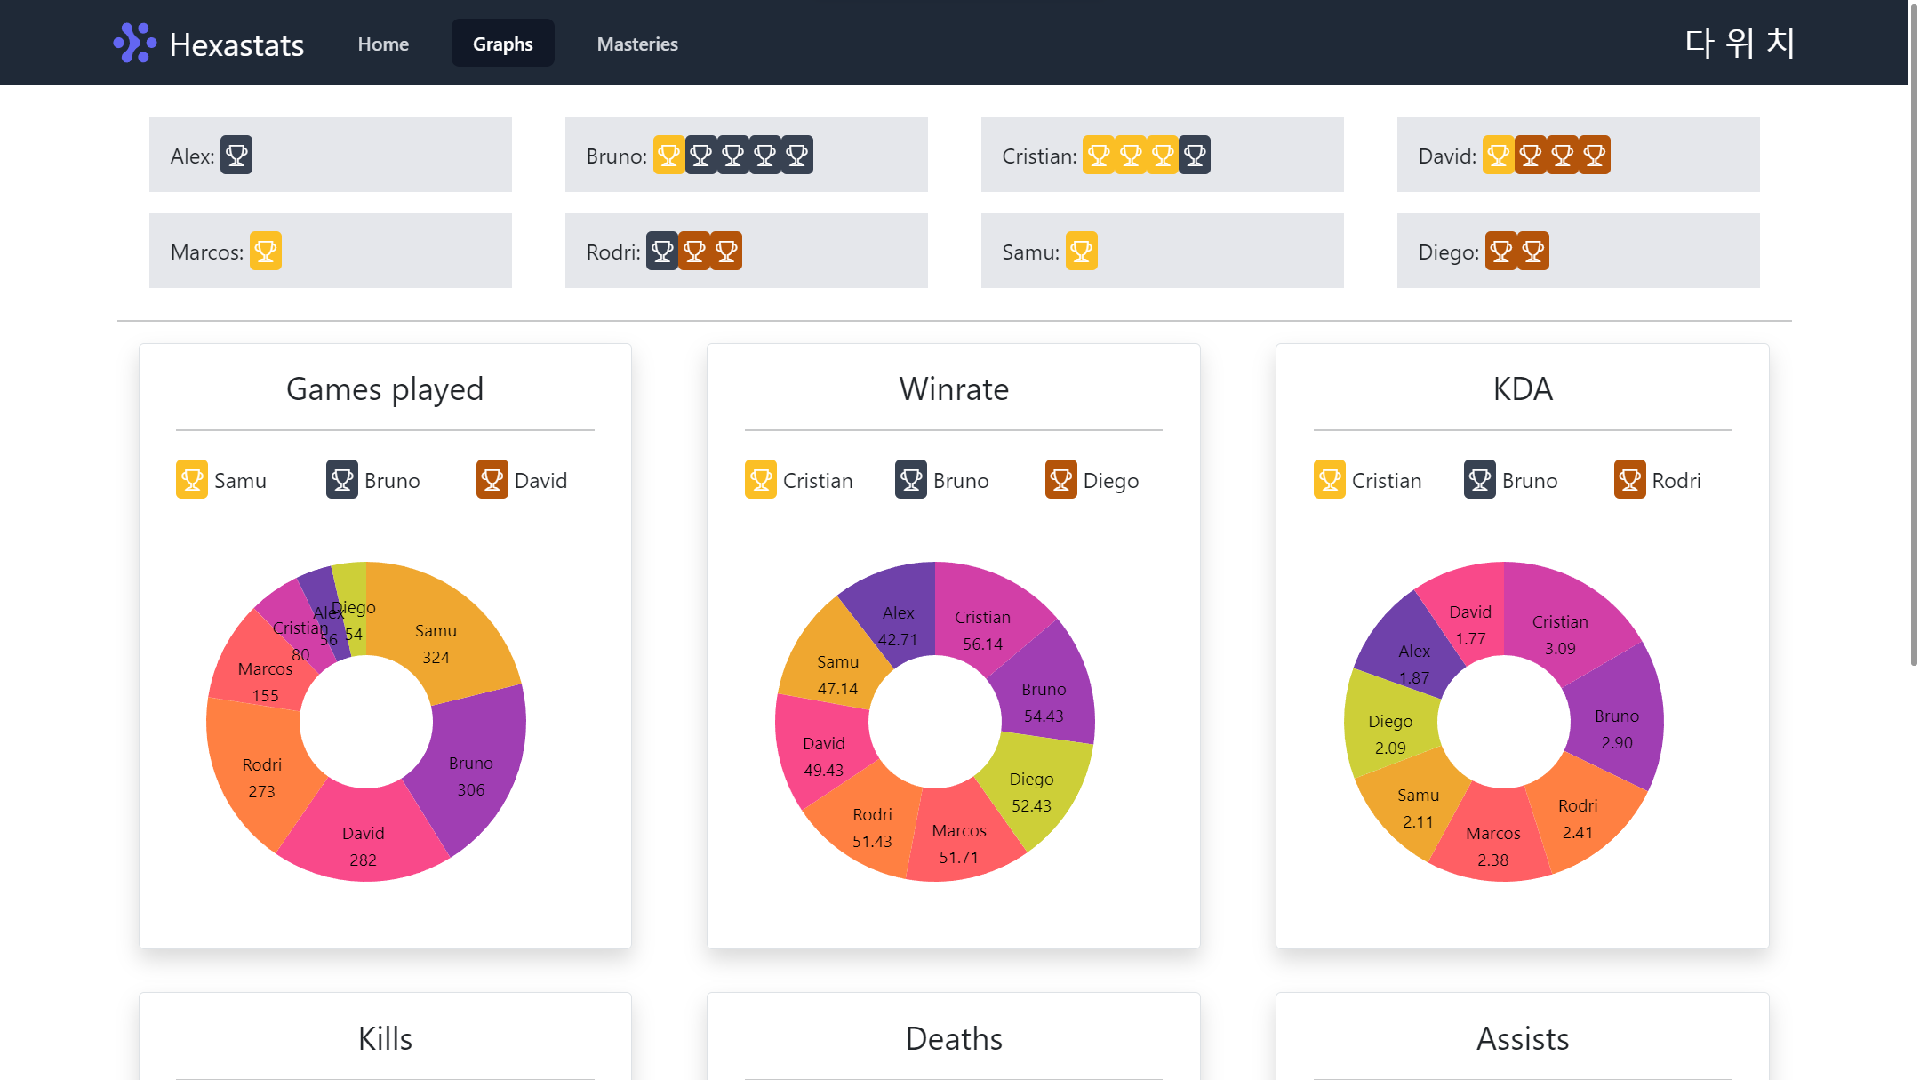 Hexastats
Home
Graphs
Masteries
다 위 치
Alex:
Bruno:
Cristian:
David:
Marcos:
Rodri:
Samu:
Diego:
Games played
Samu
Bruno
David
Samu
324
Bruno
306
David
282
Rodri
273
Marcos
155
Cristian
80
Alex
56
Diego
54
Winrate
Cristian
Bruno
Diego
Cristian
56.14
Bruno
54.43
Diego
52.43
Marcos
51.71
Rodri
51.43
David
49.43
Samu
47.14
Alex
42.71
KDA
Cristian
Bruno
Rodri
Cristian
3.09
Bruno
2.90
Rodri
2.41
Marcos
2.38
Samu
2.11
Diego
2.09
Alex
1.87
David
1.77
Kills
Deaths
Assists